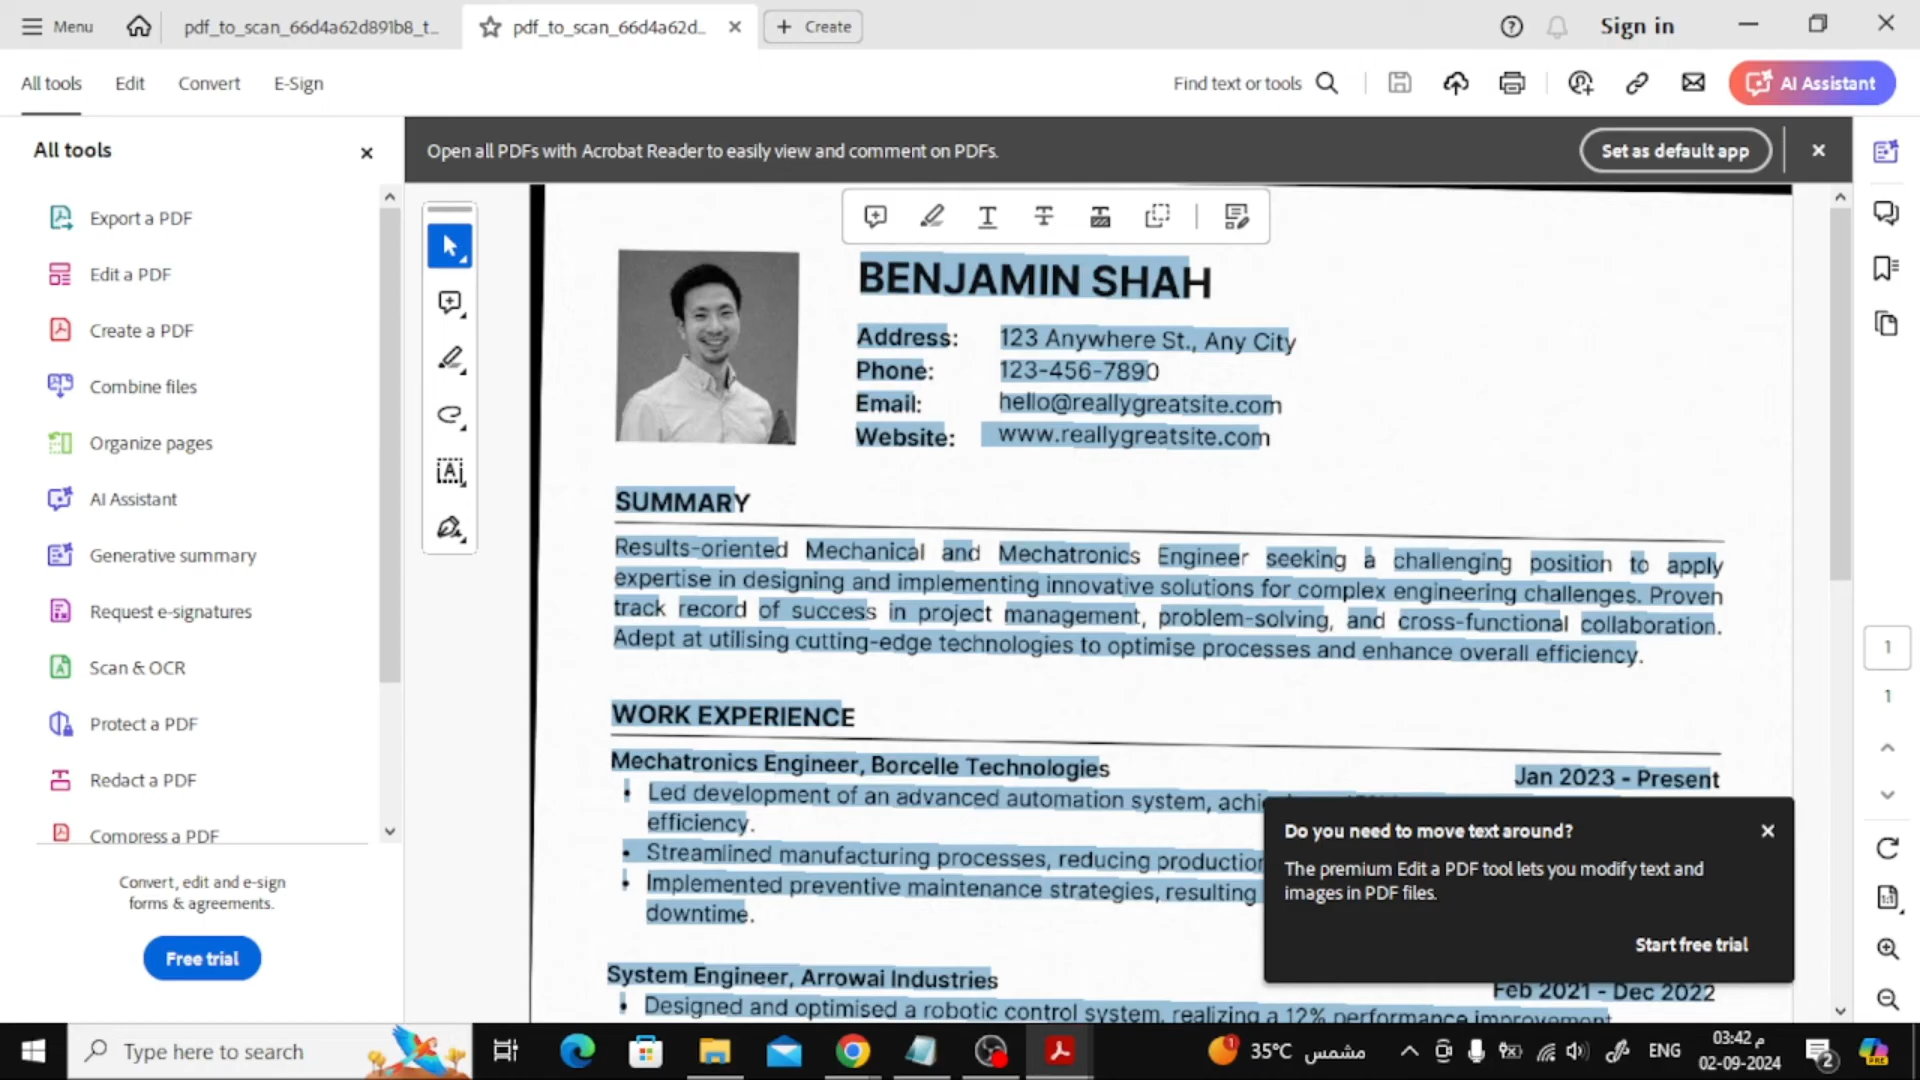 Menu
pdf_to_scan_66d4a62d891b8_t...
pdf_to_scan_66d4a62d...
Create
Sign in
All tools
Edit
Convert
E-Sign
Find text or tools
AI Assistant
All tools
Export a PDF
Edit a PDF
Create a PDF
Combine files
Organize pages
AI Assistant
Generative summary
Request e-signatures
Scan & OCR
Protect a PDF
Redact a PDF
Compress a PDF
Convert, edit and e-sign
forms & agreements.
Free trial
Open all PDFs with Acrobat Reader to easily view and comment on PDFs.
Set as default app
BENJAMIN SHAH
Address: 123 Anywhere St., Any City
Phone: 123-456-7890
Email: hello@reallygreatsite.com
Website: www.reallygreatsite.com
SUMMARY
Results-oriented Mechanical and Mechatronics Engineer seeking a challenging position to apply
expertise in designing and implementing innovative solutions for complex engineering challenges. Proven
track record of success in project management, problem-solving, and cross-functional collaboration.
Adept at utilising cutting-edge technologies to optimise processes and enhance overall efficiency.
WORK EXPERIENCE
Mechatronics Engineer, Borcelle Technologies
Jan 2023 - Present
• Led development of an advanced automation system,
efficiency.
• Streamlined manufacturing processes, reducing production
• Implemented preventive maintenance strategies, resulting
downtime.
System Engineer, Arrowai Industries
Feb 2021 - Dec 2022
• Designed and optimised a robotic control system, realizing a 12% performance improvement.
Do you need to move text around?
The premium Edit a PDF tool lets you modify text and
images in PDF files.
Start free trial
1
1
1:1
Type here to search
1
35°C مشمس
ENG
03:42 م
02-09-2024
2
PRE